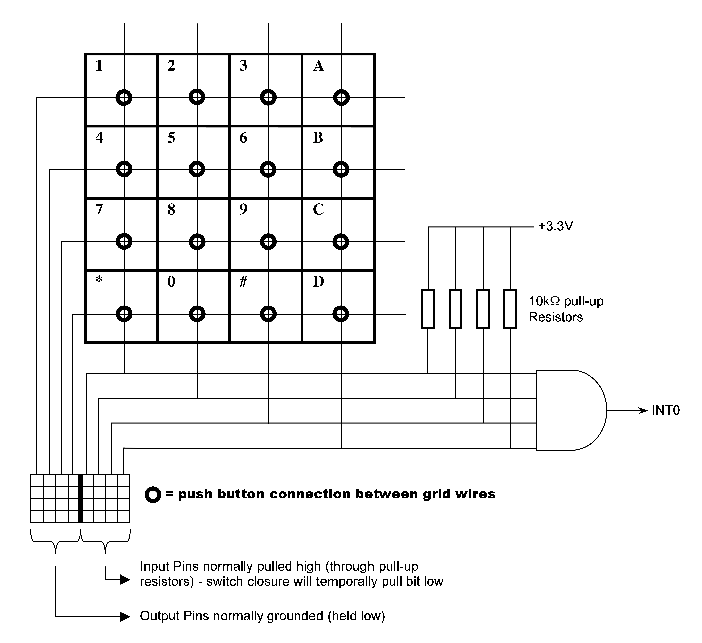 1 2 3 A
4 5 6 B
7 8 9 C
* 0 # D
+3.3V
10kΩ pull-up
Resistors
INT0
= push button connection between grid wires
Input Pins normally pulled high (through pull-up
resistors) - switch closure will temporally pull bit low
Output Pins normally grounded (held low)